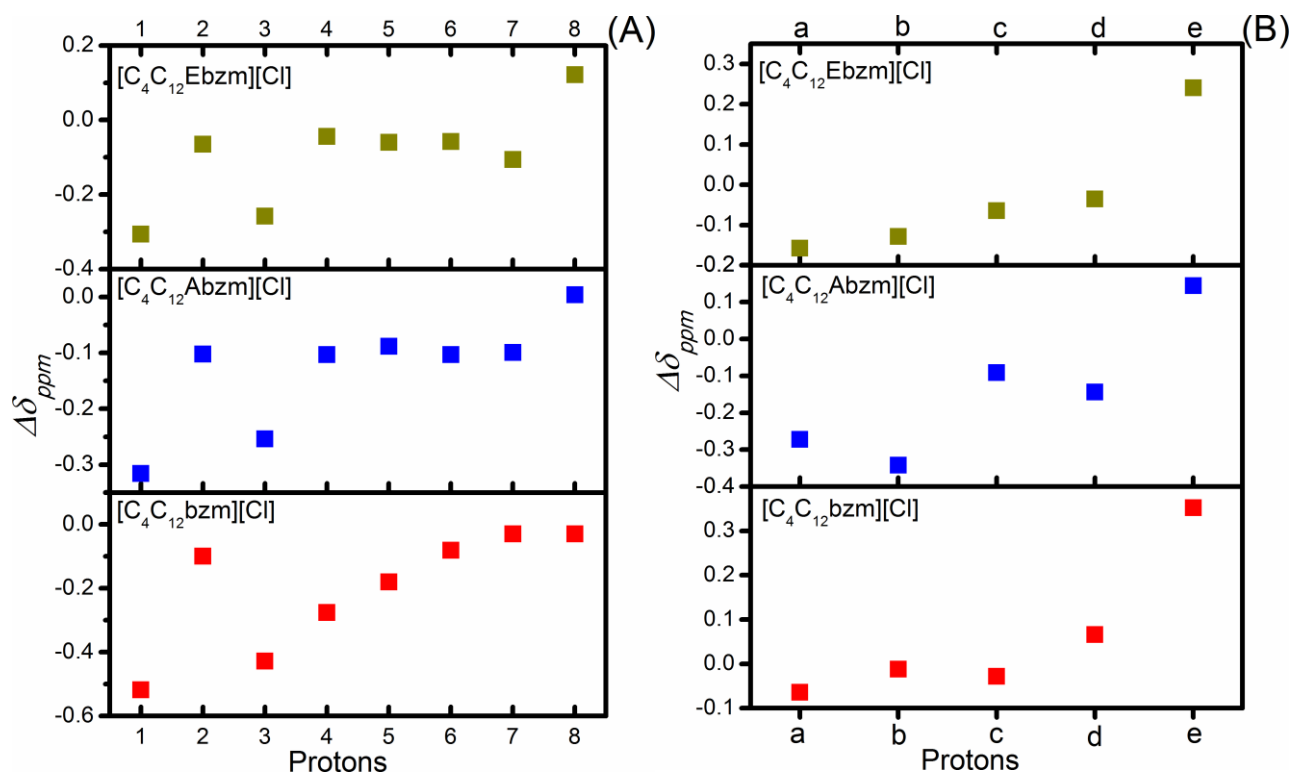 1 2 3 4 5 6 7 8
(A)
0.2
[C₄C₁₂Ebzm][Cl]
0.0
-0.2
-0.4
0.0
[C₄C₁₂Abzm][Cl]
-0.1
-0.2
-0.3
0.0
[C₄C₁₂bzm][Cl]
-0.2
-0.4
-0.6
Δδppm
1 2 3 4 5 6 7 8
Protons
a b c d e
(B)
0.3
[C₄C₁₂Ebzm][Cl]
0.2
0.1
0.0
-0.1
-0.2
[C₄C₁₂Abzm][Cl]
0.1
0.0
-0.1
-0.2
-0.3
-0.4
[C₄C₁₂bzm][Cl]
0.3
0.2
0.1
0.0
-0.1
Δδppm
a b c d e
Protons